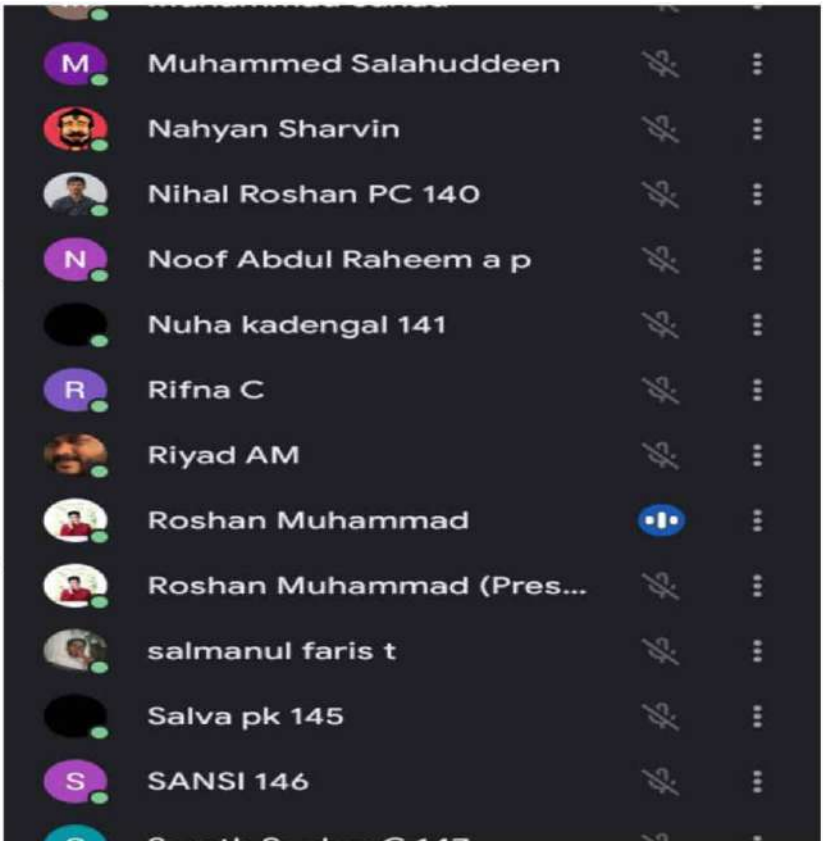 M Muhammed Salahuddeen
Nahyan Sharvin
Nihal Roshan PC 140
N Noof Abdul Raheem a p
Nuha kadengal 141
R Rifna C
Riyad AM
Roshan Muhammad
Roshan Muhammad (Pres...
salmanul faris t
Salva pk 145
S SANSI 146